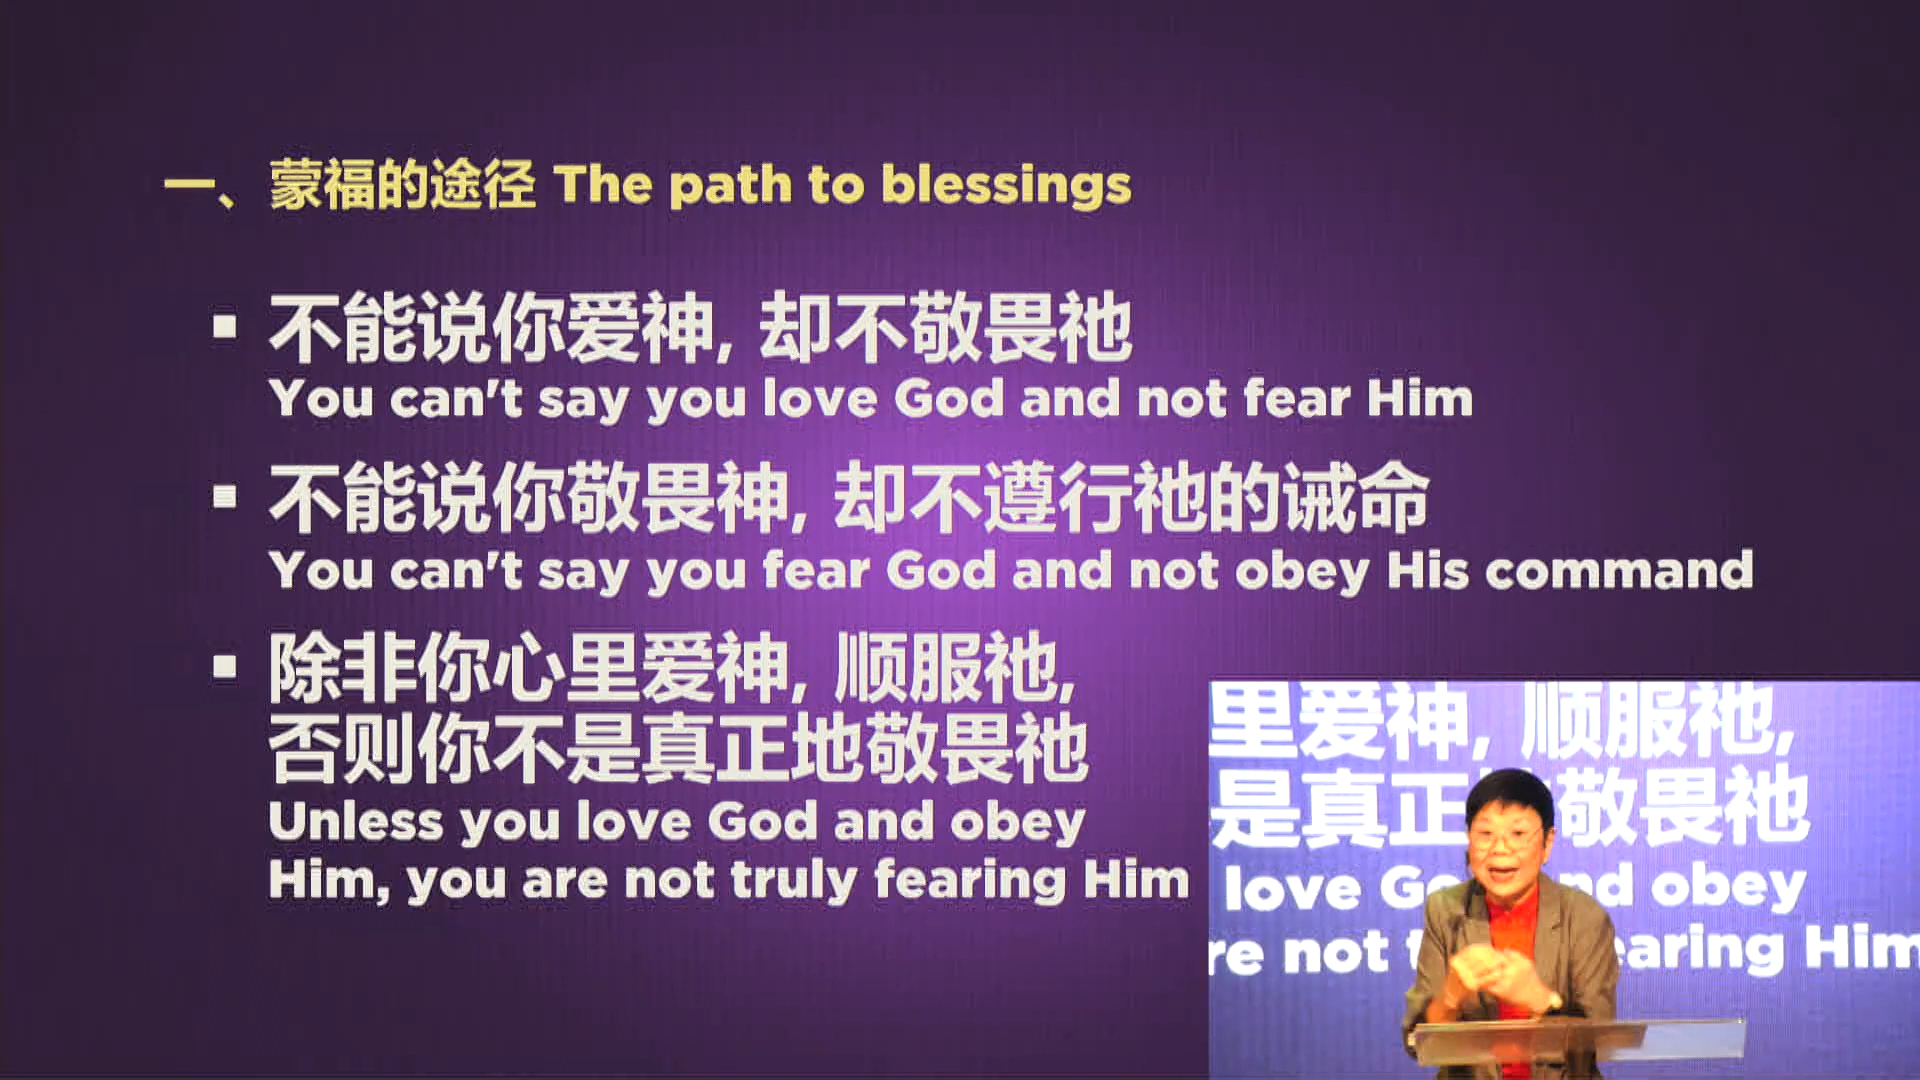 一、蒙福的途径 The path to blessings
▪ 不能说你爱神, 却不敬畏祂
You can't say you love God and not fear Him
▪ 不能说你敬畏神, 却不遵行祂的诫命
You can't say you fear God and not obey His command
▪ 除非你心里爱神, 顺服祂,
否则你不是真正地敬畏祂
Unless you love God and obey
Him, you are not truly fearing Him
里爱神, 顺服祂,
是真正 敬畏祂
love G nd obey
re not t earing Him